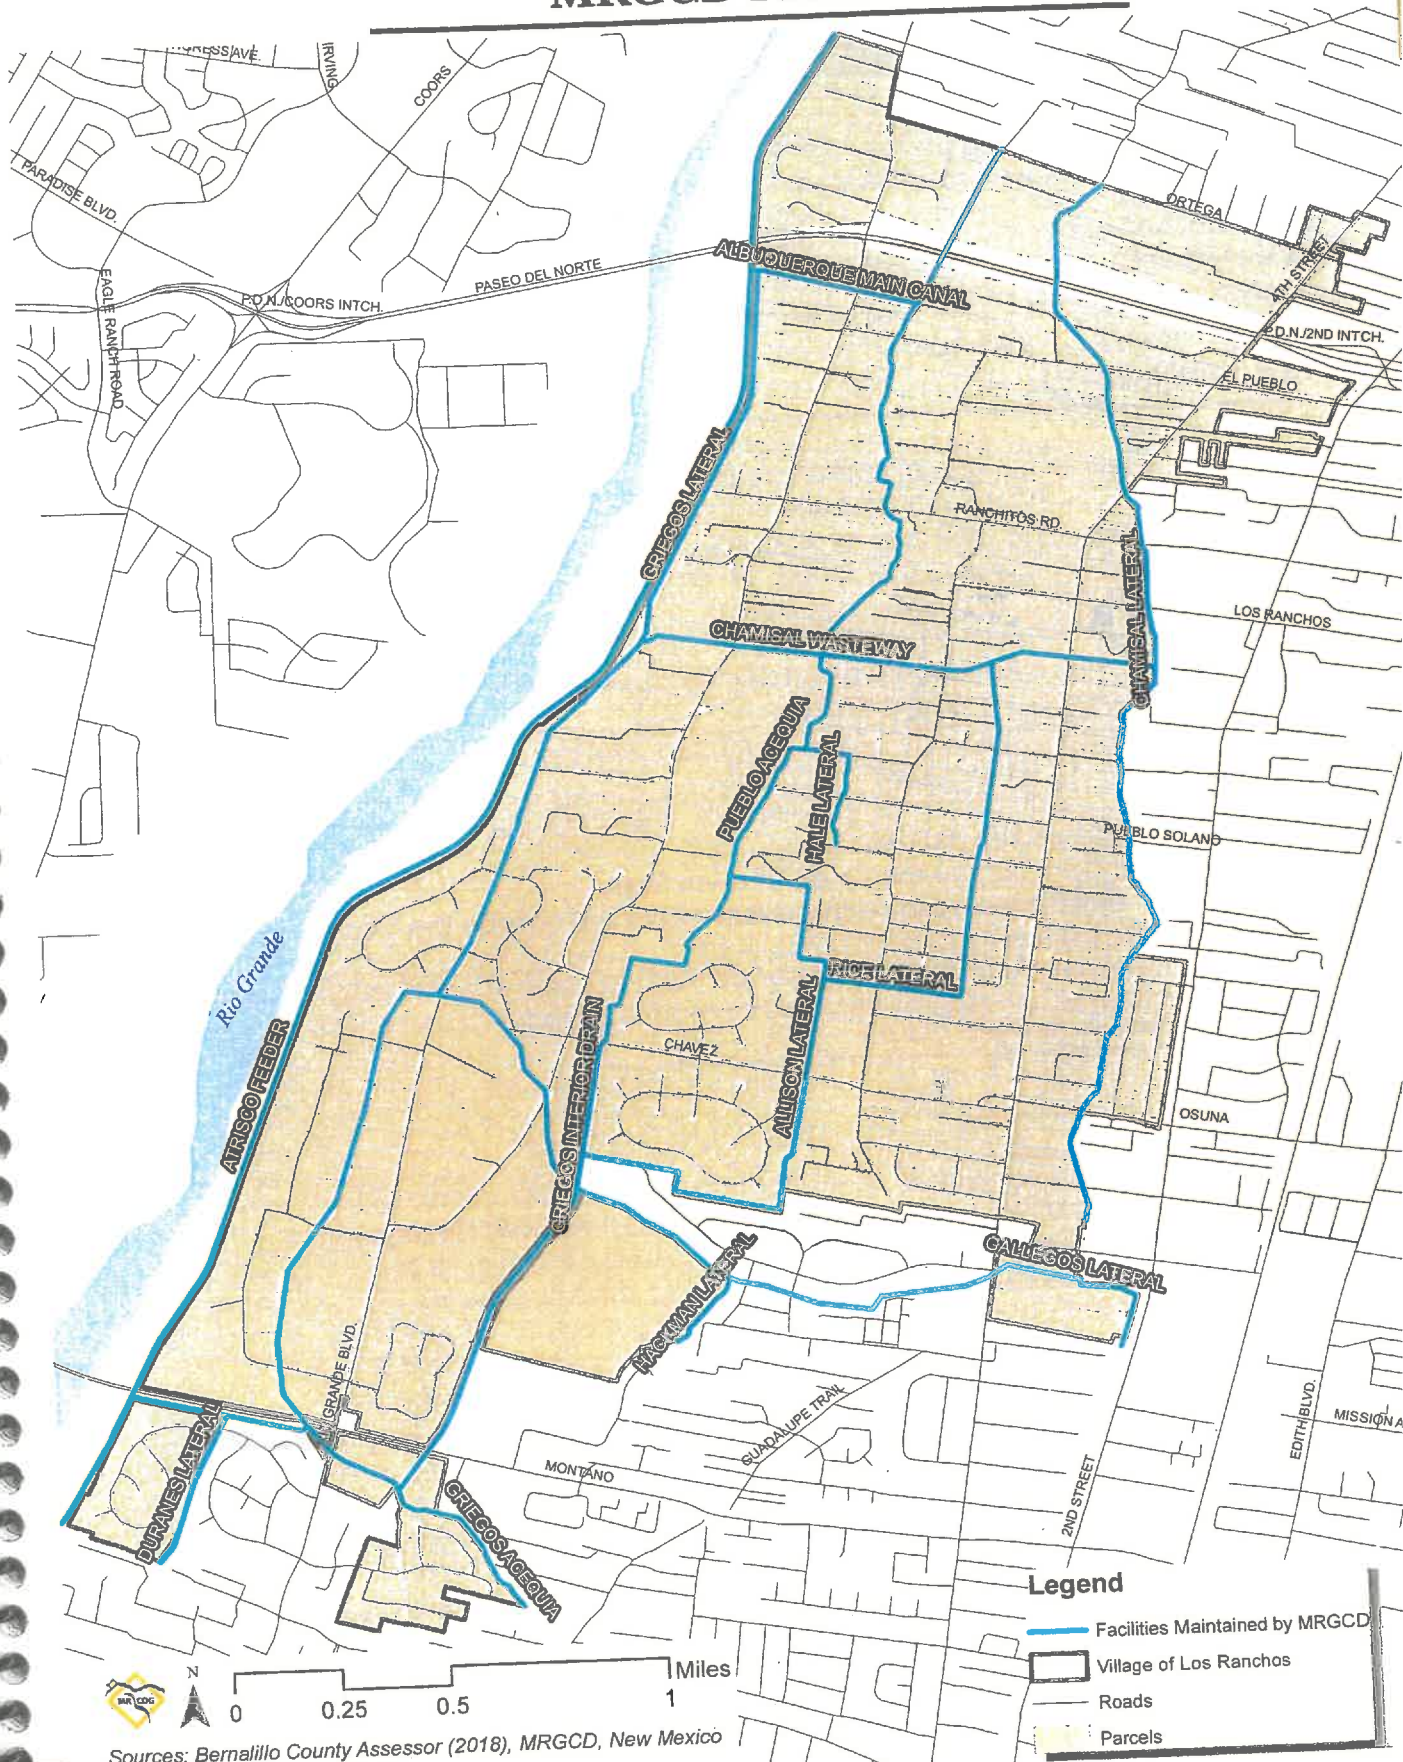 IRVING
COORS
PARADISE BLVD.
EAGLE RANCH ROAD
P.D.N./COORS INTCH.
PASEO DEL NORTE
ALBUQUERQUE MAIN CANAL
ORTEGA
4TH STREET
P.D.N./2ND INTCH.
EL PUEBLO
GRIEGOS LATERAL
RANCHITOS RD
CHAMISAL LATERAL
LOS RANCHOS
CHAMISAL WASTEWAY
PUEBLO ACEQUIA
HALE LATERAL
PUEBLO SOLANO
Rio Grande
RICE LATERAL
ATRISCO FEEDER
GRIEGOS INTERIOR DRAIN
CHAVEZ
ALLISON LATERAL
OSUNA
GALLEGOS LATERAL
HACKMAN LATERAL
GRANDE BLVD.
GUADALUPE TRAIL
EDITH BLVD.
MISSION A
DURANES LATERAL
MONTANO
2ND STREET
GRIEGOS ACEQUIA
Legend
Facilities Maintained by MRGCD
Village of Los Ranchos
Roads
Parcels
MR COG
N
Miles
0 0.25 0.5 1
Sources: Bernalillo County Assessor (2018), MRGCD, New Mexico